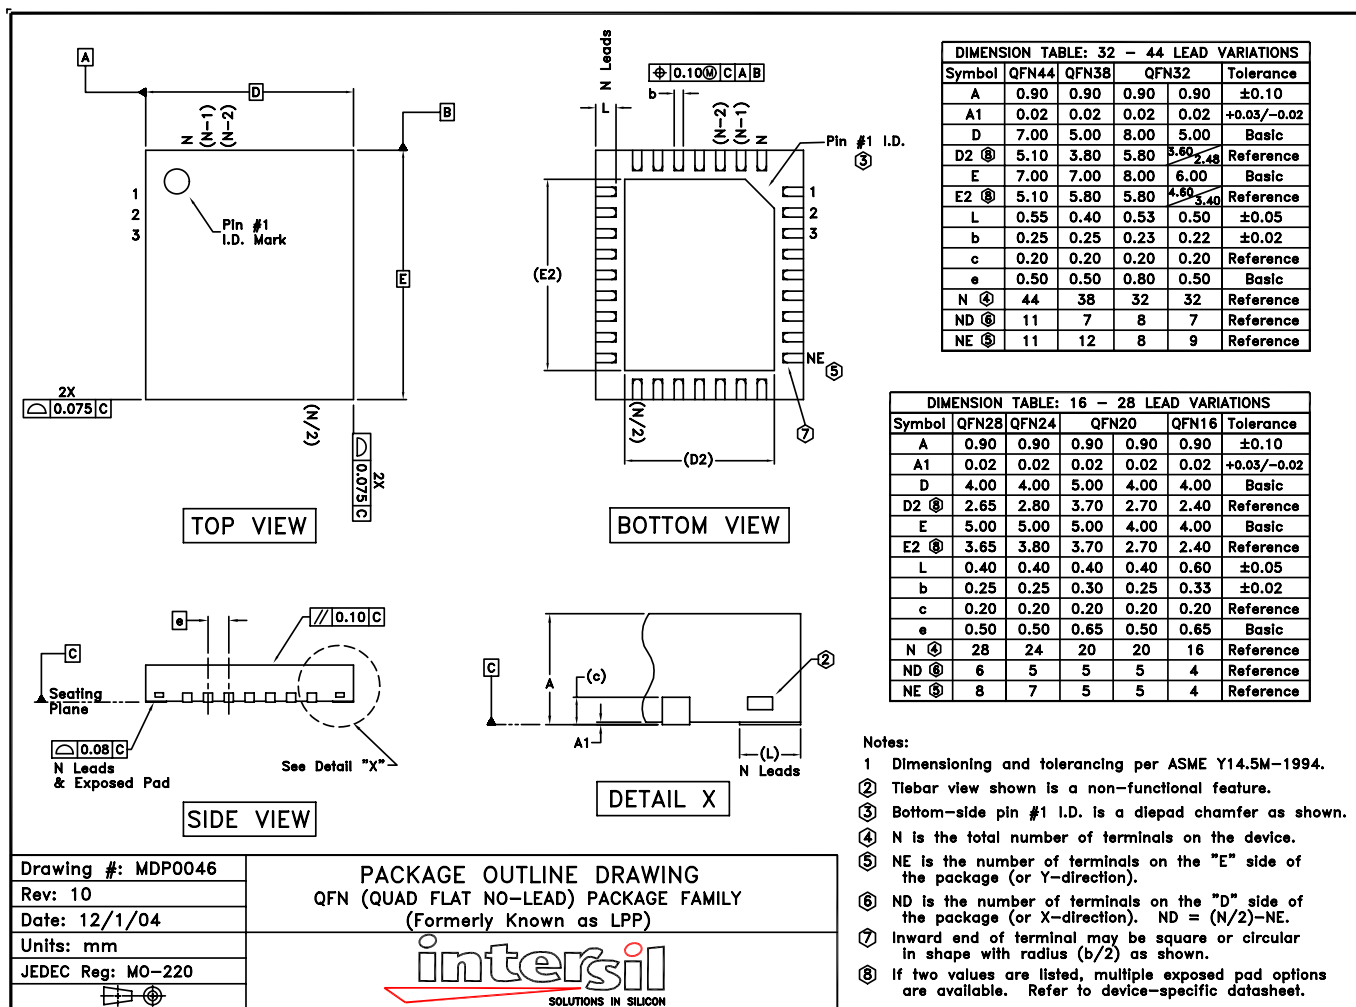 A
D
B
N
(N-1)
(N-2)
1
2
3
Pin #1
I.D. Mark
E
2X
0.075 C
(N/2)
2X
0.075 C
TOP VIEW
N Leads
L
b
0.10 Ⓜ C A B
(N-2)
(N-1)
N
Pin #1 I.D.
3
1
2
3
(E2)
NE
5
7
(N/2)
(D2)
BOTTOM VIEW
DIMENSION TABLE: 32 – 44 LEAD VARIATIONS
Symbol QFN44 QFN38 QFN32 Tolerance
A 0.90 0.90 0.90 0.90 ±0.10
A1 0.02 0.02 0.02 0.02 +0.03/-0.02
D 7.00 5.00 8.00 5.00 Basic
D2 8 5.10 3.80 5.80 3.60/2.48 Reference
E 7.00 7.00 8.00 6.00 Basic
E2 8 5.10 5.80 5.80 4.60/3.40 Reference
L 0.55 0.40 0.53 0.50 ±0.05
b 0.25 0.25 0.23 0.22 ±0.02
c 0.20 0.20 0.20 0.20 Reference
e 0.50 0.50 0.80 0.50 Basic
N 4 44 38 32 32 Reference
ND 6 11 7 8 7 Reference
NE 5 11 12 8 9 Reference
DIMENSION TABLE: 16 – 28 LEAD VARIATIONS
Symbol QFN28 QFN24 QFN20 QFN16 Tolerance
A 0.90 0.90 0.90 0.90 0.90 ±0.10
A1 0.02 0.02 0.02 0.02 0.02 +0.03/-0.02
D 4.00 4.00 5.00 4.00 4.00 Basic
D2 8 2.65 2.80 3.70 2.70 2.40 Reference
E 5.00 5.00 5.00 4.00 4.00 Basic
E2 8 3.65 3.80 3.70 2.70 2.40 Reference
L 0.40 0.40 0.40 0.40 0.60 ±0.05
b 0.25 0.25 0.30 0.25 0.33 ±0.02
c 0.20 0.20 0.20 0.20 0.20 Reference
e 0.50 0.50 0.65 0.50 0.65 Basic
N 4 28 24 20 20 16 Reference
ND 6 6 5 5 5 4 Reference
NE 5 8 7 5 5 4 Reference
e
// 0.10 C
C
Seating
Plane
0.08 C
N Leads
& Exposed Pad
See Detail "X"
SIDE VIEW
C
A
(c)
A1
2
(L)
N Leads
DETAIL X
Notes:
1 Dimensioning and tolerancing per ASME Y14.5M–1994.
2 Tiebar view shown is a non-functional feature.
3 Bottom-side pin #1 I.D. is a diepad chamfer as shown.
4 N is the total number of terminals on the device.
5 NE is the number of terminals on the "E" side of
the package (or Y-direction).
6 ND is the number of terminals on the "D" side of
the package (or X-direction). ND = (N/2)-NE.
7 Inward end of terminal may be square or circular
in shape with radius (b/2) as shown.
8 If two values are listed, multiple exposed pad options
are available. Refer to device-specific datasheet.
Drawing #: MDP0046
Rev: 10
Date: 12/1/04
Units: mm
JEDEC Reg: MO-220
PACKAGE OUTLINE DRAWING
QFN (QUAD FLAT NO-LEAD) PACKAGE FAMILY
(Formerly Known as LPP)
intersil
SOLUTIONS IN SILICON